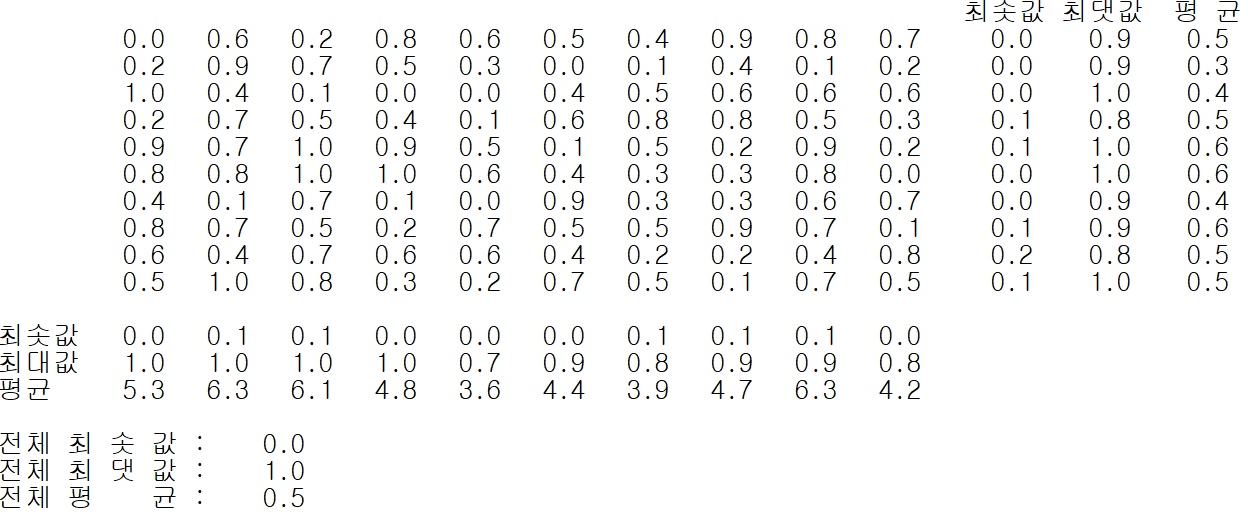 최솟값 최댓값 평 균
0.0 0.6 0.2 0.8 0.6 0.5 0.4 0.9 0.8 0.7 0.0 0.9 0.5
0.2 0.9 0.7 0.5 0.3 0.0 0.1 0.4 0.1 0.2 0.0 0.9 0.3
1.0 0.4 0.1 0.0 0.0 0.4 0.5 0.6 0.6 0.6 0.0 1.0 0.4
0.2 0.7 0.5 0.4 0.1 0.6 0.8 0.8 0.5 0.3 0.1 0.8 0.5
0.9 0.7 1.0 0.9 0.5 0.1 0.5 0.2 0.9 0.2 0.1 1.0 0.6
0.8 0.8 1.0 1.0 0.6 0.4 0.3 0.3 0.8 0.0 0.0 1.0 0.6
0.4 0.1 0.7 0.1 0.0 0.9 0.3 0.3 0.6 0.7 0.0 0.9 0.4
0.8 0.7 0.5 0.2 0.7 0.5 0.5 0.9 0.7 0.1 0.1 0.9 0.6
0.6 0.4 0.7 0.6 0.6 0.4 0.2 0.2 0.4 0.8 0.2 0.8 0.5
0.5 1.0 0.8 0.3 0.2 0.7 0.5 0.1 0.7 0.5 0.1 1.0 0.5
최솟값 0.0 0.1 0.1 0.0 0.0 0.0 0.1 0.1 0.1 0.0
최대값 1.0 1.0 1.0 1.0 0.7 0.9 0.8 0.9 0.9 0.8
평균 5.3 6.3 6.1 4.8 3.6 4.4 3.9 4.7 6.3 4.2
전체 최 솟 값 : 0.0
전체 최 댓 값 : 1.0
전체 평 균 : 0.5